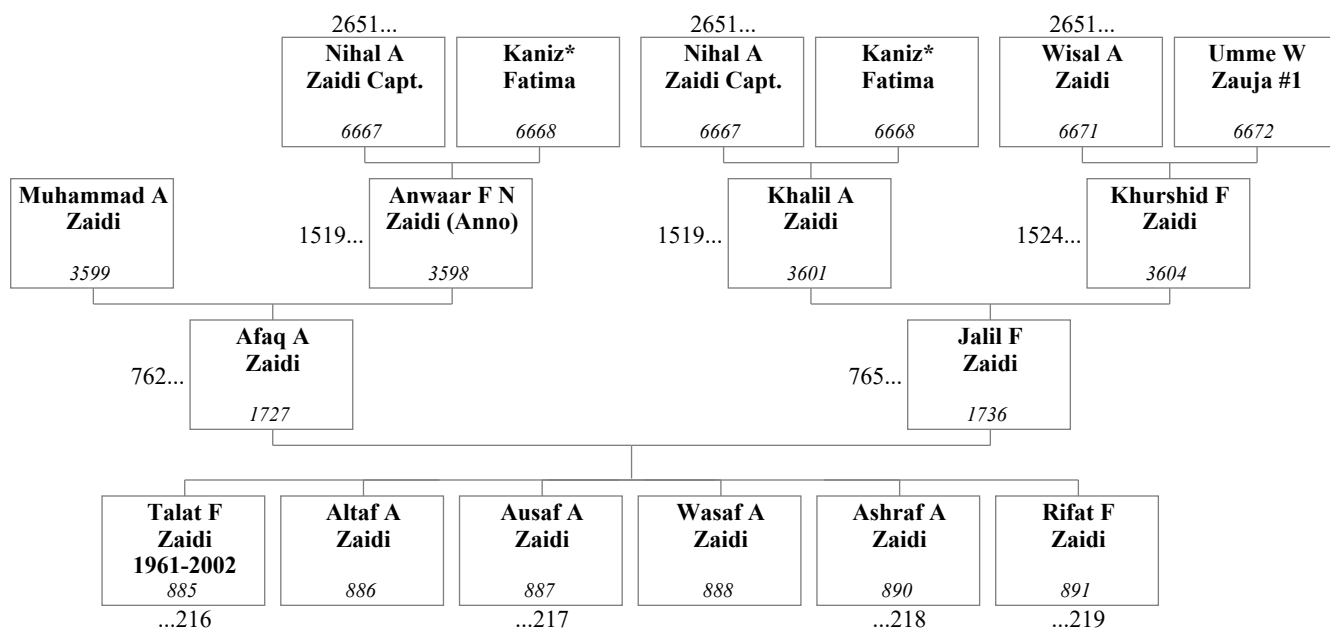 2651...
Nihal A
Zaidi Capt.
6667
Kaniz*
Fatima
6668
2651...
Nihal A
Zaidi Capt.
6667
Kaniz*
Fatima
6668
2651...
Wisal A
Zaidi
6671
Umme W
Zauja #1
6672
Muhammad A
Zaidi
3599
1519...
Anwaar F N
Zaidi (Anno)
3598
1519...
Khalil A
Zaidi
3601
1524...
Khurshid F
Zaidi
3604
762...
Afaq A
Zaidi
1727
765...
Jalil F
Zaidi
1736
Talat F
Zaidi
1961-2002
885
...216
Altaf A
Zaidi
886
Ausaf A
Zaidi
887
...217
Wasaf A
Zaidi
888
Ashraf A
Zaidi
890
...218
Rifat F
Zaidi
891
...219